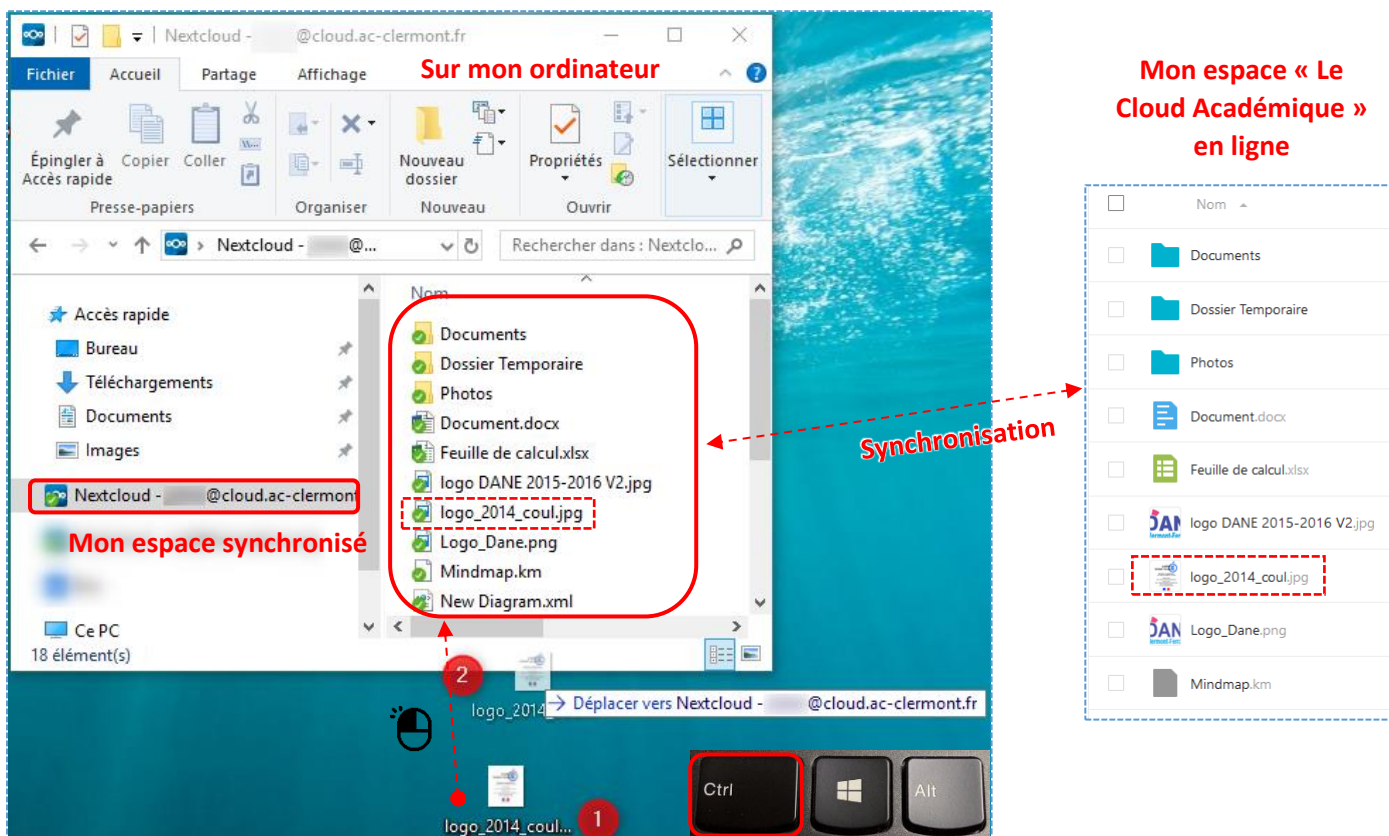 Nextcloud - @cloud.ac-clermont.fr
Fichier Accueil Partage Affichage
Sur mon ordinateur
Épingler à
Accès rapide
Copier Coller
Nouveau
dossier
Propriétés
Sélectionner
Presse-papiers Organiser Nouveau Ouvrir
Nextcloud - @...
Rechercher dans : Nextclo...
Accès rapide
Bureau
Téléchargements
Documents
Images
Nextcloud - @cloud.ac-clermont
Mon espace synchronisé
Ce PC
18 élément(s)
Nom
Documents
Dossier Temporaire
Photos
Document.docx
Feuille de calcul.xlsx
logo DANE 2015-2016 V2.jpg
logo_2014_coul.jpg
Logo_Dane.png
Mindmap.km
New Diagram.xml
2
logo_2014
Déplacer vers Nextcloud - @cloud.ac-clermont.fr
logo_2014_coul...
1
Ctrl
Alt
Synchronisation
Mon espace « Le
Cloud Académique »
en ligne
Nom
Documents
Dossier Temporaire
Photos
Document.docx
Feuille de calcul.xlsx
logo DANE 2015-2016 V2.jpg
logo_2014_coul.jpg
Logo_Dane.png
Mindmap.km